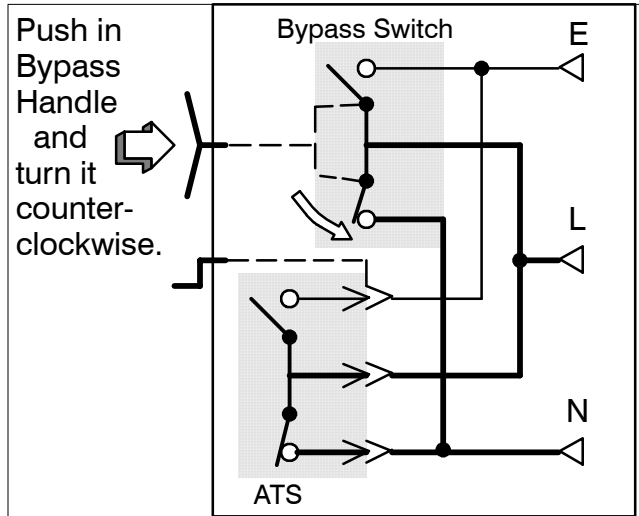 Push in
Bypass
Handle
and
turn it
counter-
clockwise.
Bypass Switch
E
L
N
ATS